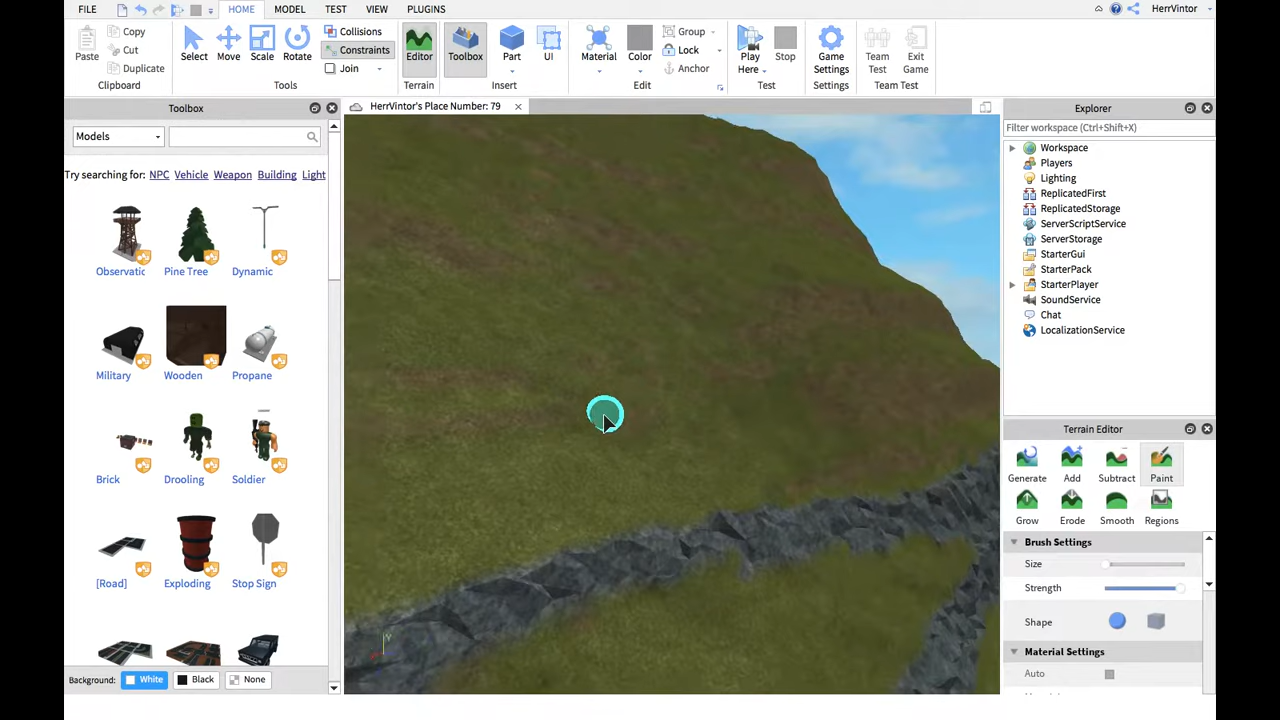 FILE HOME MODEL TEST VIEW PLUGINS HerrVintor
Paste Copy Cut Duplicate Clipboard
Select Move Scale Rotate Collisions Constraints Join Tools
Editor Terrain
Toolbox Part UI Insert
Material Color Group Lock Anchor Edit
Play Here Stop Test
Game Settings Settings
Team Test Exit Game Team Test
Toolbox
Models
Try searching for: NPC Vehicle Weapon Building Light
Observatic Pine Tree Dynamic
Military Wooden Propane
Brick Drooling Soldier
[Road] Exploding Stop Sign
Background: White Black None
HerrVintor's Place Number: 79
Y
Explorer
Filter workspace (Ctrl+Shift+X)
Workspace
Players
Lighting
ReplicatedFirst
ReplicatedStorage
ServerScriptService
ServerStorage
StarterGui
StarterPack
StarterPlayer
SoundService
Chat
LocalizationService
Terrain Editor
Generate Add Subtract Paint
Grow Erode Smooth Regions
Brush Settings
Size
Strength
Shape
Material Settings
Auto